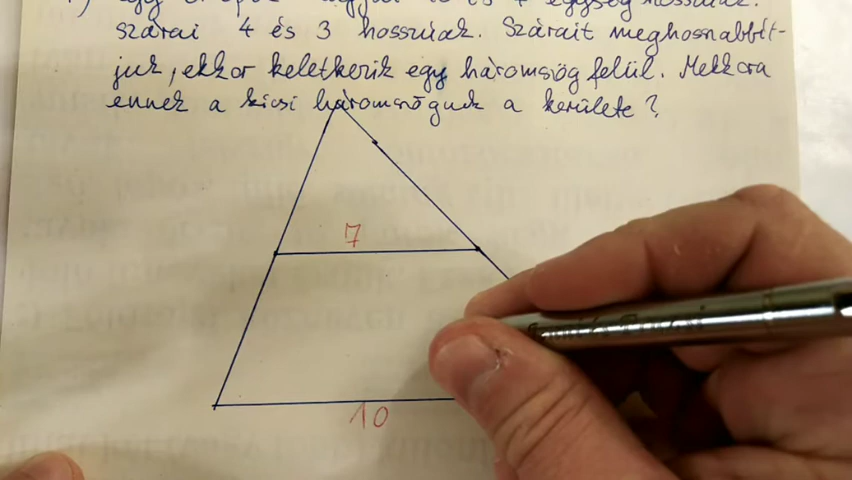 szárai 4 és 3 hosszúak. Szárait meghosszabbít-
juk, ekkor keletkezik egy háromszög felül. Mekkora
ennek a kicsi háromszögnek a kerülete?
7
10